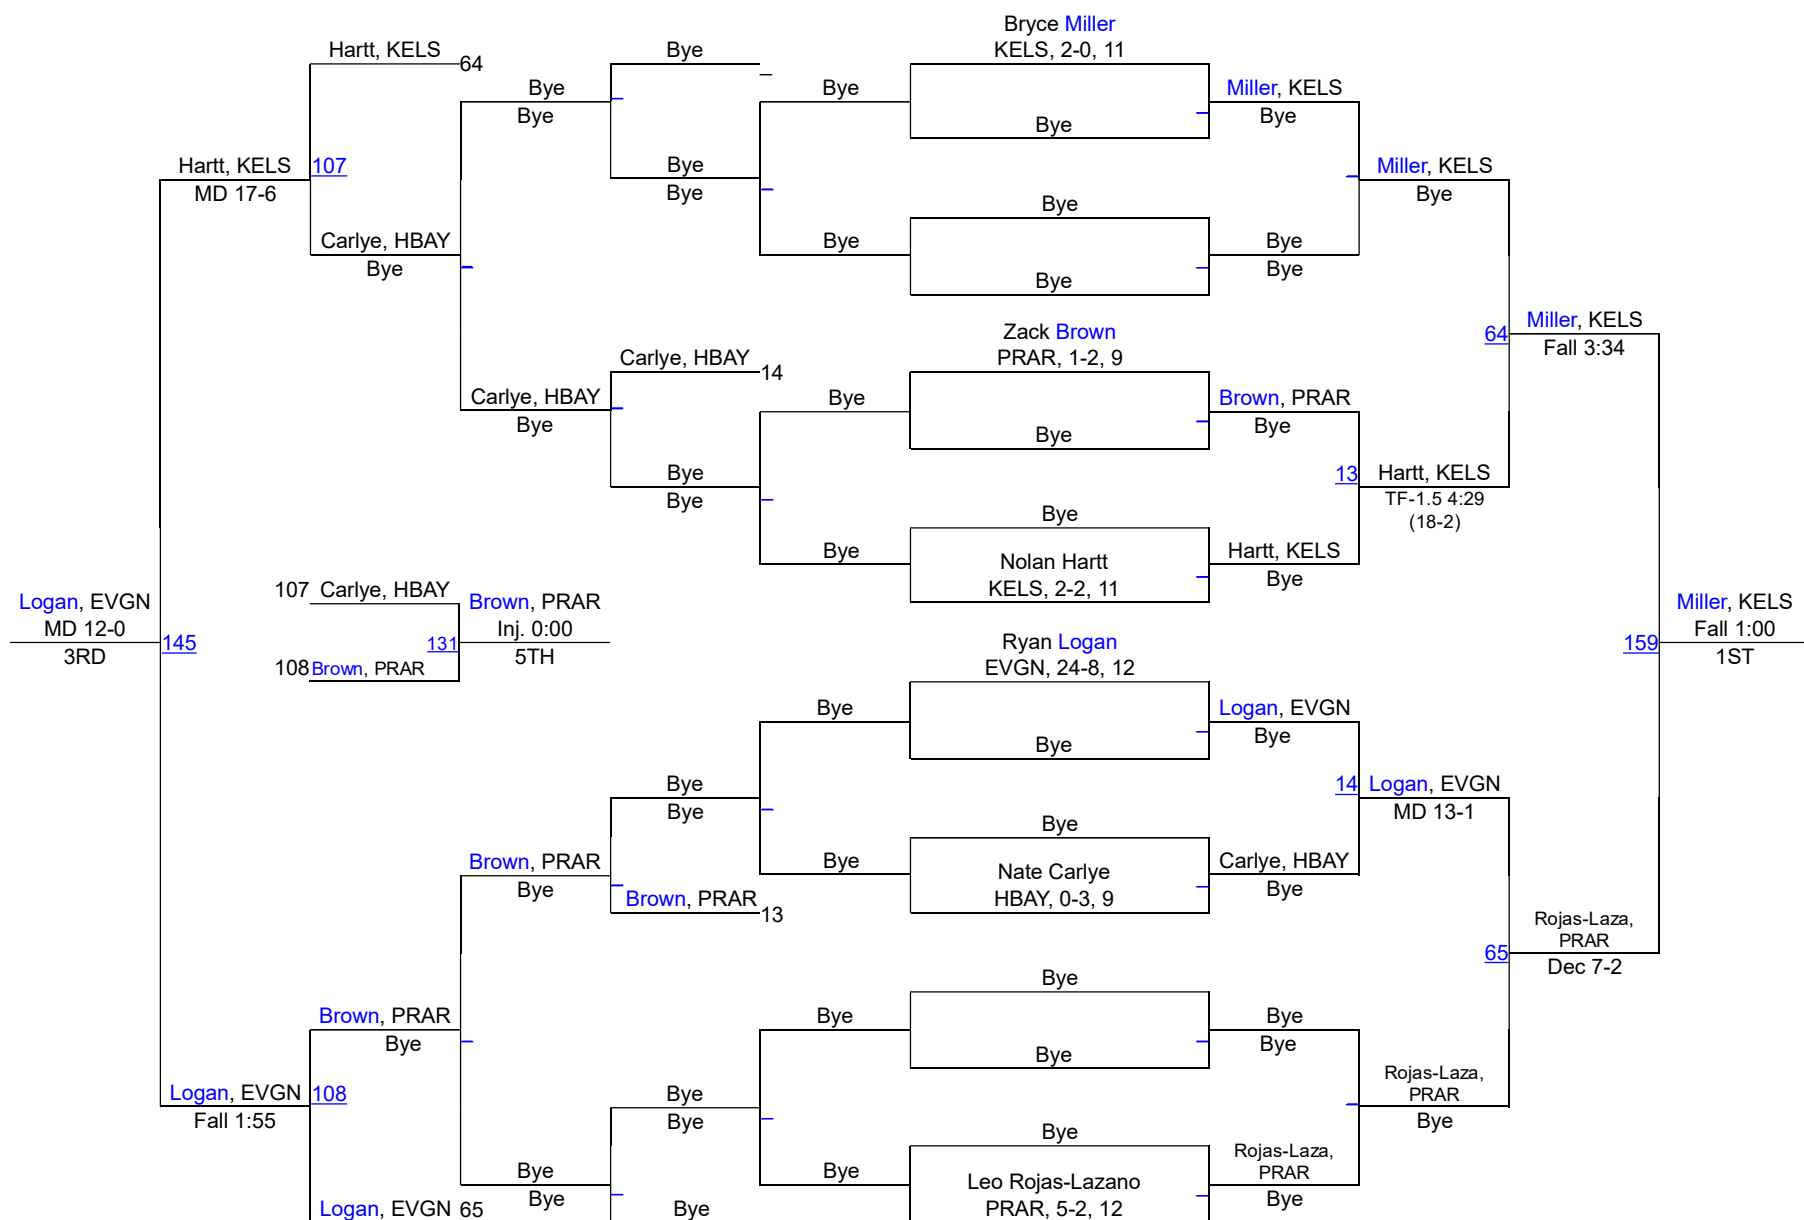 Bryce Miller
Hartt, KELS
Bye
KELS, 2-0, 11
64
Bye
Bye
Miller, KELS
Bye
Bye
Bye
Hartt, KELS
107
Bye
Miller, KELS
MD 17-6
Bye
Bye
Bye
Carlye, HBAY
Bye
Bye
Bye
Bye
Bye
Bye
Zack Brown
64
Miller, KELS
Carlye, HBAY
14
PRAR, 1-2, 9
Fall 3:34
Carlye, HBAY
Bye
Brown, PRAR
Bye
Bye
Bye
Bye
13
Hartt, KELS
Bye
TF-1.5 4:29
Bye
(18-2)
Bye
Nolan Hartt
Hartt, KELS
KELS, 2-2, 11
Bye
107 Carlye, HBAY
Logan, EVGN
Brown, PRAR
Miller, KELS
MD 12-0
145
131
Inj. 0:00
Ryan Logan
159
Fall 1:00
3RD
108 Brown, PRAR
5TH
EVGN, 24-8, 12
1ST
Bye
Logan, EVGN
Bye
Bye
Bye
14
Logan, EVGN
Bye
Bye
MD 13-1
Brown, PRAR
Bye
Nate Carlye
Carlye, HBAY
Bye
Brown, PRAR
13
HBAY, 0-3, 9
Bye
Rojas-Laza,
PRAR
65
Dec 7-2
Bye
Brown, PRAR
Bye
Bye
Bye
Bye
Bye
Logan, EVGN
108
Bye
Rojas-Laza,
PRAR
Fall 1:55
Bye
Bye
Bye
Bye
Bye
Leo Rojas-Lazano
Rojas-Laza,
PRAR
Logan, EVGN 65
Bye
Bye
PRAR, 5-2, 12
Bye